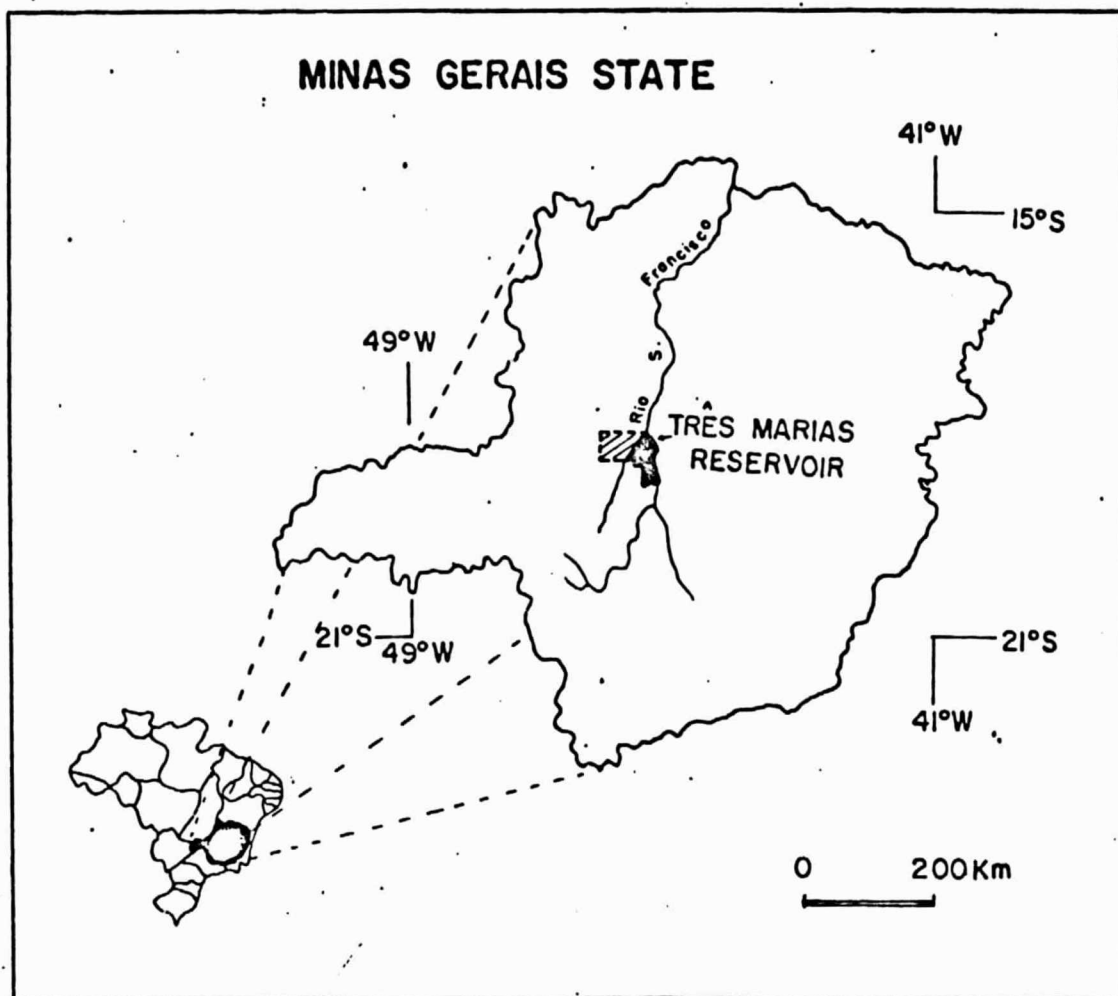 MINAS GERAIS STATE
41°W
15°S
Rio S. Francisco
49°W
TRÊS MARIAS
RESERVOIR
21°S
49°W
21°S
41°W
0 200Km